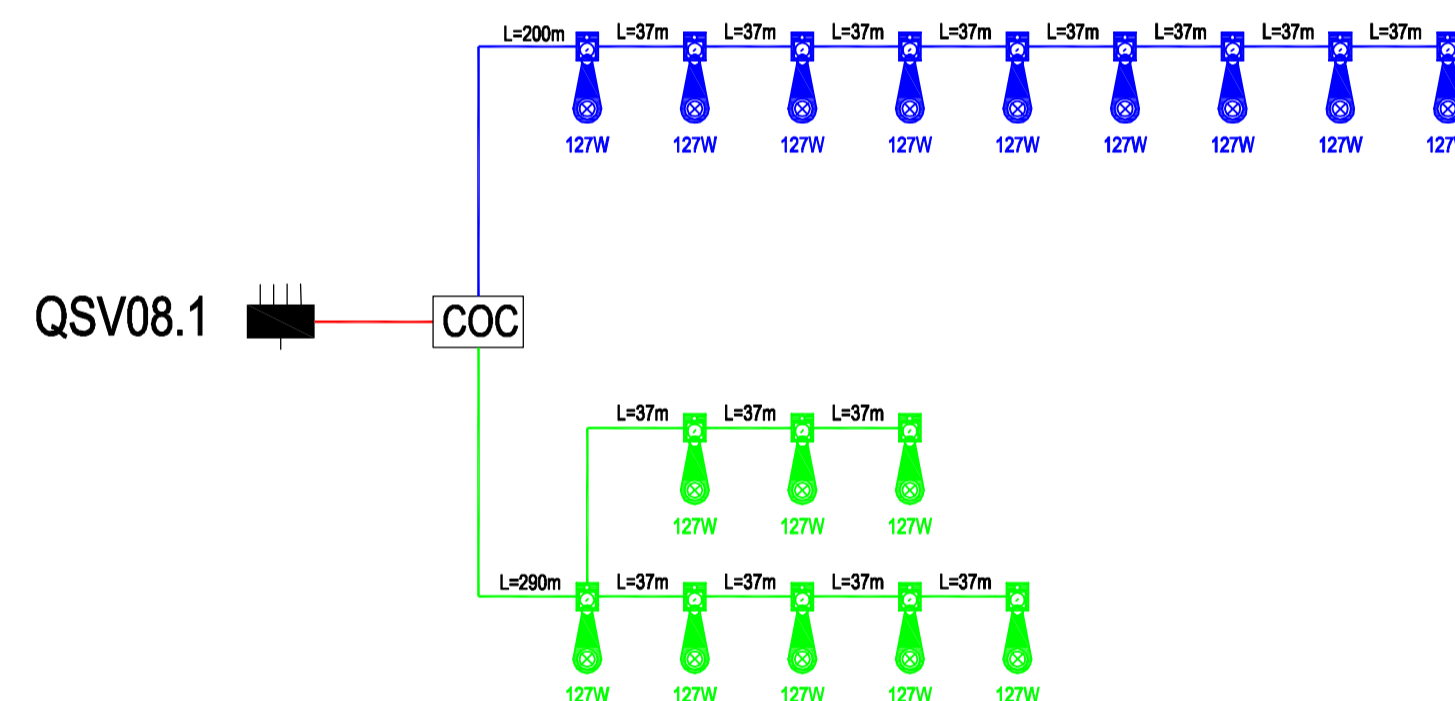 L=200m L=37m L=37m L=37m L=37m L=37m L=37m L=37m L=37m
127W 127W 127W 127W 127W 127W 127W 127W
QSV08.1 COC
L=37m L=37m L=37m
127W 127W 127W
L=290m L=37m L=37m L=37m L=37m
127W 127W 127W 127W 127W